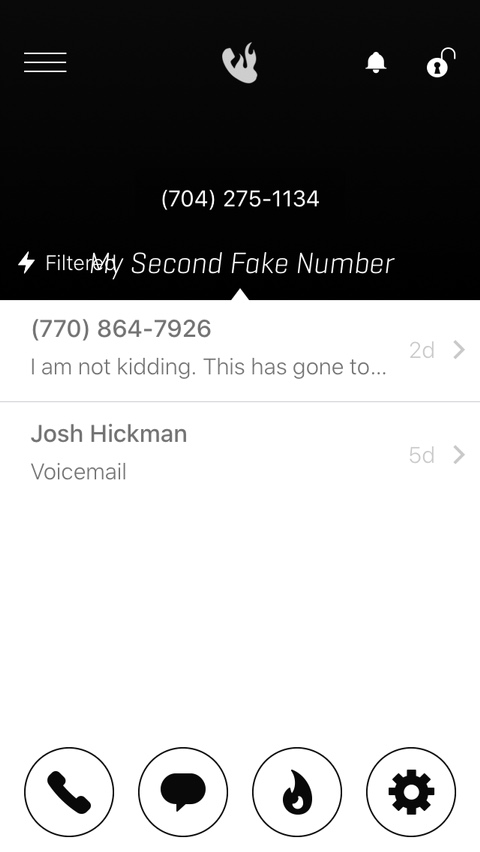 (704) 275-1134
Filtered
My Second Fake Number
(770) 864-7926
2d
I am not kidding. This has gone to...
Josh Hickman
5d
Voicemail